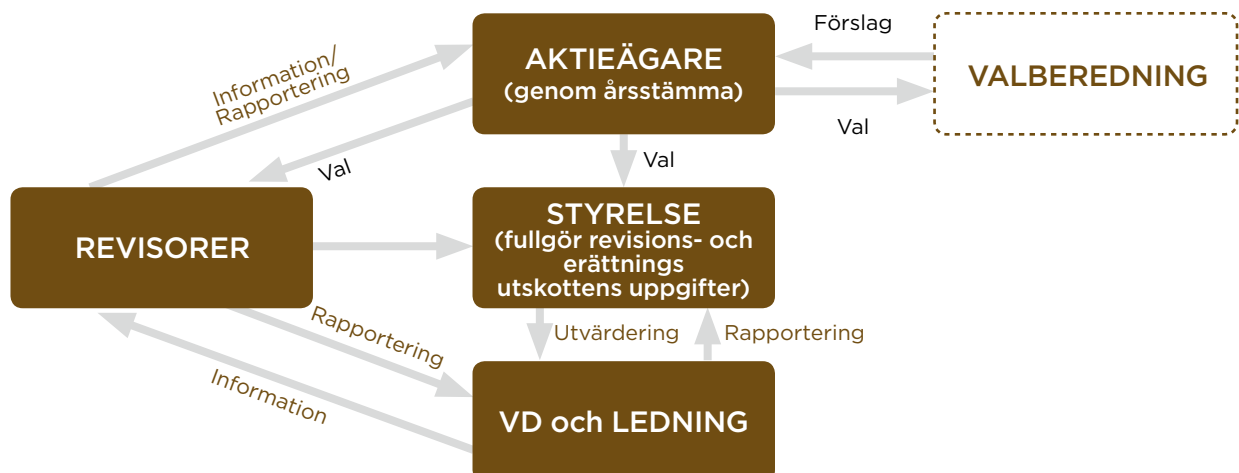 Förslag
AKTIEÄGARE
(genom årsstämma)
VALBEREDNING
Information/
Rapportering
Val
Val
Val
REVISORER
STYRELSE
(fullgör revisions- och
erättnings
utskottens uppgifter)
Rapportering
Utvärdering
Rapportering
Information
VD och LEDNING